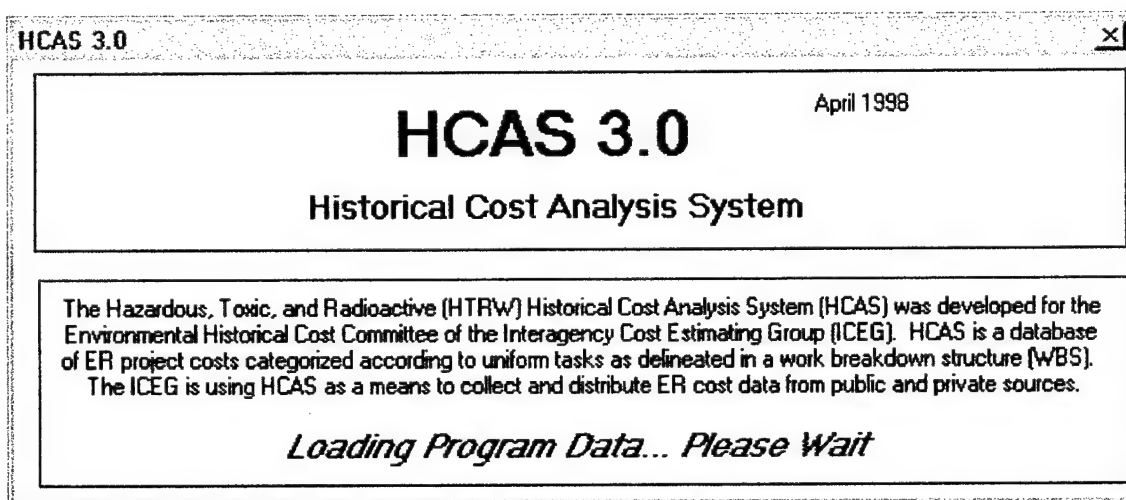 HCAS 3.0
April 1998
HCAS 3.0
Historical Cost Analysis System
The Hazardous, Toxic, and Radioactive (HTRW) Historical Cost Analysis System (HCAS) was developed for the
Environmental Historical Cost Committee of the Interagency Cost Estimating Group (ICEG). HCAS is a database
of ER project costs categorized according to uniform tasks as delineated in a work breakdown structure (WBS).
The ICEG is using HCAS as a means to collect and distribute ER cost data from public and private sources.
Loading Program Data... Please Wait